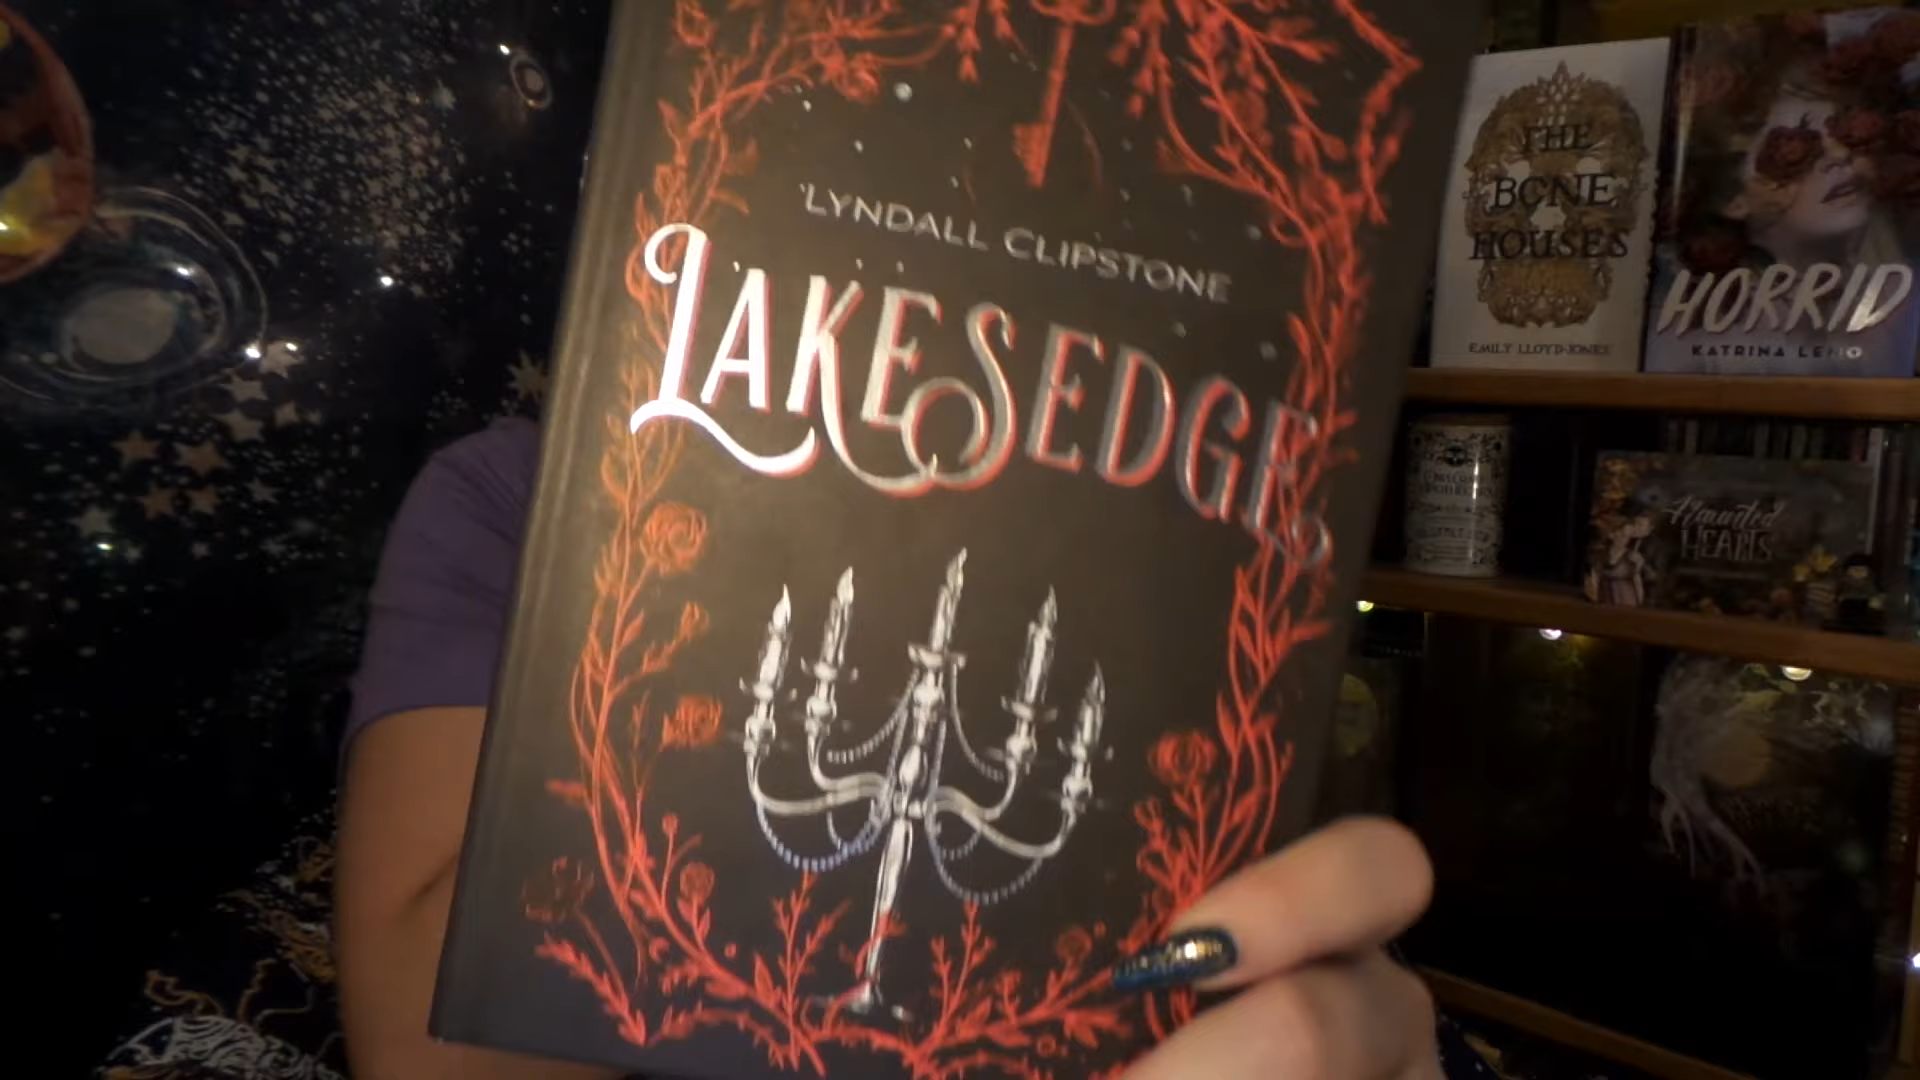 LYNDALL CLIPSTONE
LAKESEDGE
THE
BONE
HOUSES
EMILY LLOYD-JONES
HORRID
KATRINA LENO
Haunted
HEARTS